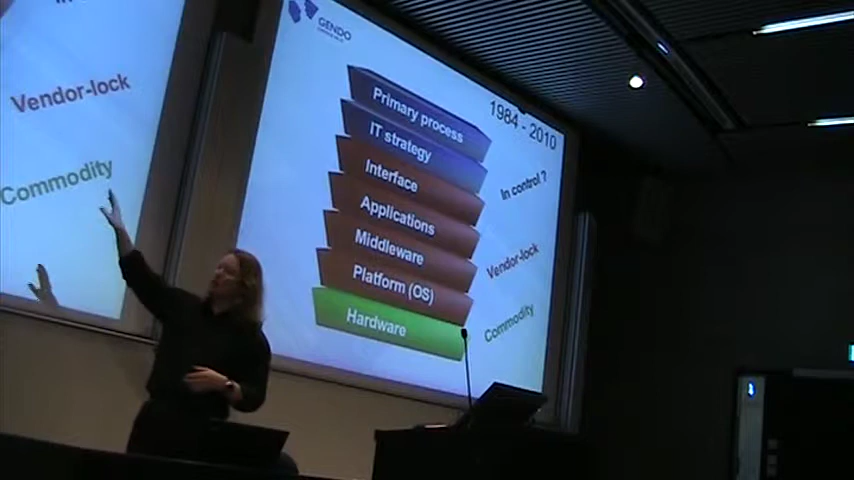 Vendor-lock
Commodity
GENDO
1984 - 2010
Primary process
IT strategy
Interface
Applications
Middleware
Platform (OS)
Hardware
In control ?
Vendor-lock
Commodity